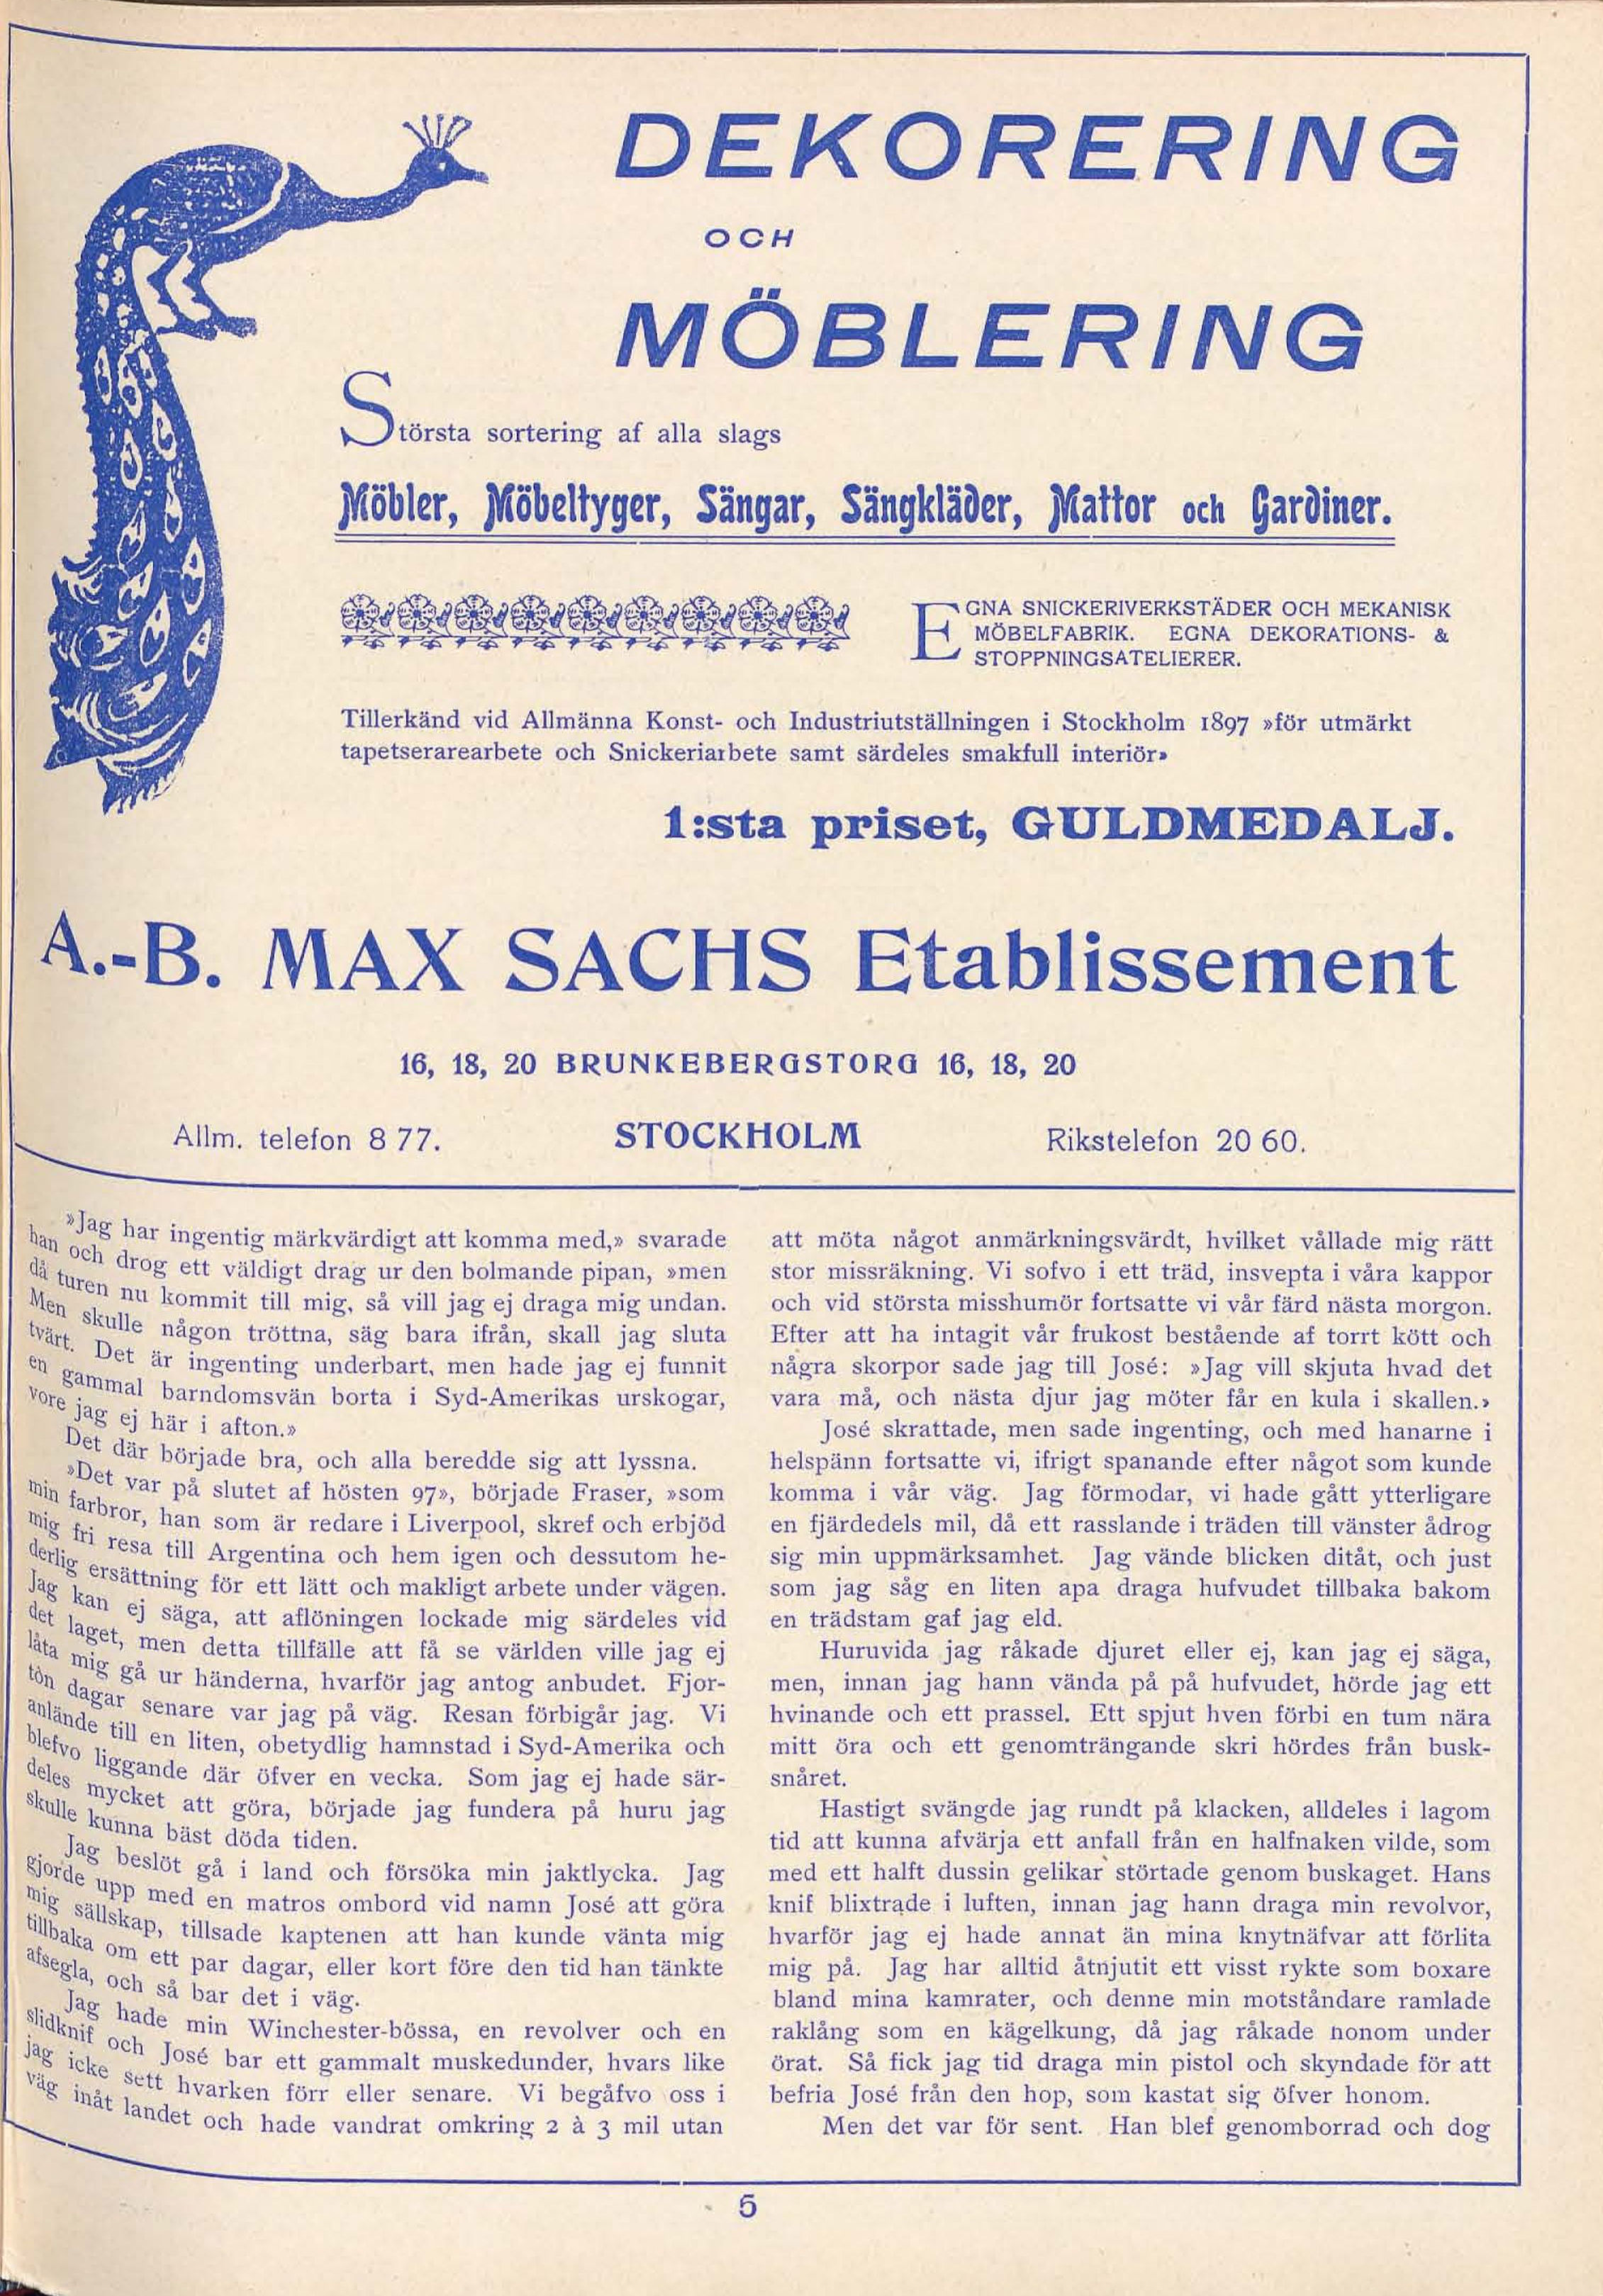 DEKORERING
OCH
MÖBLERING
Största sortering af alla slags
Möbler, Möbeltyger, Sängar, Sängkläder, Mattor och Gardiner.
EGNA SNICKERIVERKSTÄDER OCH MEKANISK
MÖBELFABRIK. EGNA DEKORATIONS- &
STOPPNINGSATELIERER.
Tillerkänd vid Allmänna Konst- och Industriutställningen i Stockholm 1897 »för utmärkt
tapetserarearbete och Snickeriarbete samt särdeles smakfull interiör»
1:sta priset, GULDMEDALJ.
A.-B. MAX SACHS Etablissement
16, 18, 20 BRUNKEBERGSTORG 16, 18, 20
Allm. telefon 8 77. STOCKHOLM Rikstelefon 20 60.
»Jag har ingentig märkvärdigt att komma med,» svarade
han och drog ett väldigt drag ur den bolmande pipan, »men
då turen nu kommit till mig, så vill jag ej draga mig undan.
Men skulle någon tröttna, säg bara ifrån, skall jag sluta
tvärt. Det är ingenting underbart, men hade jag ej funnit
en gammal barndomsvän borta i Syd-Amerikas urskogar,
vore jag ej här i afton.»
Det där började bra, och alla beredde sig att lyssna.
»Det var på slutet af hösten 97», började Fraser, »som
min farbror, han som är redare i Liverpool, skref och erbjöd
mig fri resa till Argentina och hem igen och dessutom he-
derlig ersättning för ett lätt och makligt arbete under vägen.
Jag kan ej säga, att aflöningen lockade mig särdeles vid
det laget, men detta tillfälle att få se världen ville jag ej
låta mig gå ur händerna, hvarför jag antog anbudet. Fjor-
ton dagar senare var jag på väg. Resan förbigår jag. Vi
anlände till en liten, obetydlig hamnstad i Syd-Amerika och
blefvo liggande där öfver en vecka. Som jag ej hade sär-
deles mycket att göra, började jag fundera på huru jag
skulle kunna bäst döda tiden.
Jag beslöt gå i land och försöka min jaktlycka. Jag
gjorde upp med en matros ombord vid namn José att göra
mig sällskap, tillsade kaptenen att han kunde vänta mig
tillbaka om ett par dagar, eller kort före den tid han tänkte
afsegla, och så bar det i väg.
Jag hade min Winchester-bössa, en revolver och en
slidknif och José bar ett gammalt muskedunder, hvars like
jag icke sett hvarken förr eller senare. Vi begåfvo oss i
väg inåt landet och hade vandrat omkring 2 à 3 mil utan
att möta något anmärkningsvärdt, hvilket vållade mig rätt
stor missräkning. Vi sofvo i ett träd, insvepta i våra kappor
och vid största misshumör fortsatte vi vår färd nästa morgon.
Efter att ha intagit vår frukost bestående af torrt kött och
några skorpor sade jag till José: »Jag vill skjuta hvad det
vara må, och nästa djur jag möter får en kula i skallen.»
José skrattade, men sade ingenting, och med hanarne i
helspänn fortsatte vi, ifrigt spanande efter något som kunde
komma i vår väg. Jag förmodar, vi hade gått ytterligare
en fjärdedels mil, då ett rasslande i träden till vänster ådrog
sig min uppmärksamhet. Jag vände blicken ditåt, och just
som jag såg en liten apa draga hufvudet tillbaka bakom
en trädstam gaf jag eld.
Huruvida jag råkade djuret eller ej, kan jag ej säga,
men, innan jag hann vända på på hufvudet, hörde jag ett
hvinande och ett prassel. Ett spjut hven förbi en tum nära
mitt öra och ett genomträngande skri hördes från busk-
snåret.
Hastigt svängde jag rundt på klacken, alldeles i lagom
tid att kunna afvärja ett anfall från en halfnaken vilde, som
med ett halft dussin gelikar störtade genom buskaget. Hans
knif blixtrade i luften, innan jag hann draga min revolvor,
hvarför jag ej hade annat än mina knytnäfvar att förlita
mig på. Jag har alltid åtnjutit ett visst rykte som boxare
bland mina kamrater, och denne min motståndare ramlade
raklång som en kägelkung, då jag råkade honom under
örat. Så fick jag tid draga min pistol och skyndade för att
befria José från den hop, som kastat sig öfver honom.
Men det var för sent. Han blef genomborrad och dog
5